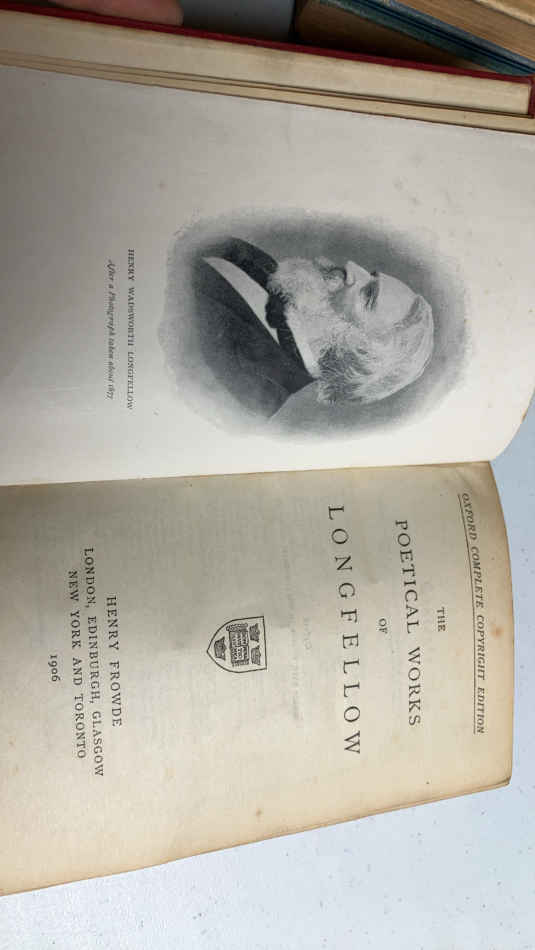 HENRY WADSWORTH LONGFELLOW
After a Photograph taken about 1877
OXFORD COMPLETE COPYRIGHT EDITION
THE
POETICAL WORKS
OF
LONGFELLOW
HENRY FROWDE
LONDON, EDINBURGH, GLASGOW
NEW YORK AND TORONTO
1906